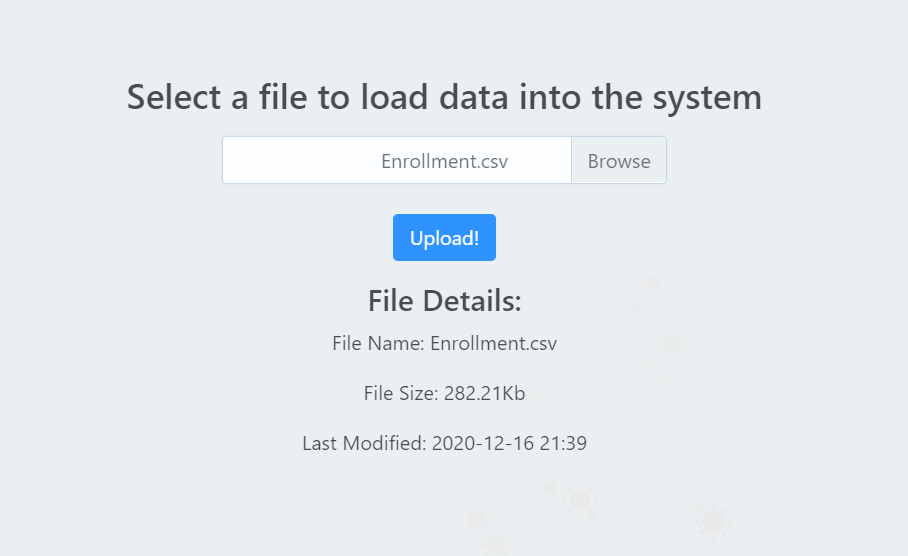 Select a file to load data into the system
Enrollment.csv Browse
Upload!
File Details:
File Name: Enrollment.csv
File Size: 282.21Kb
Last Modified: 2020-12-16 21:39